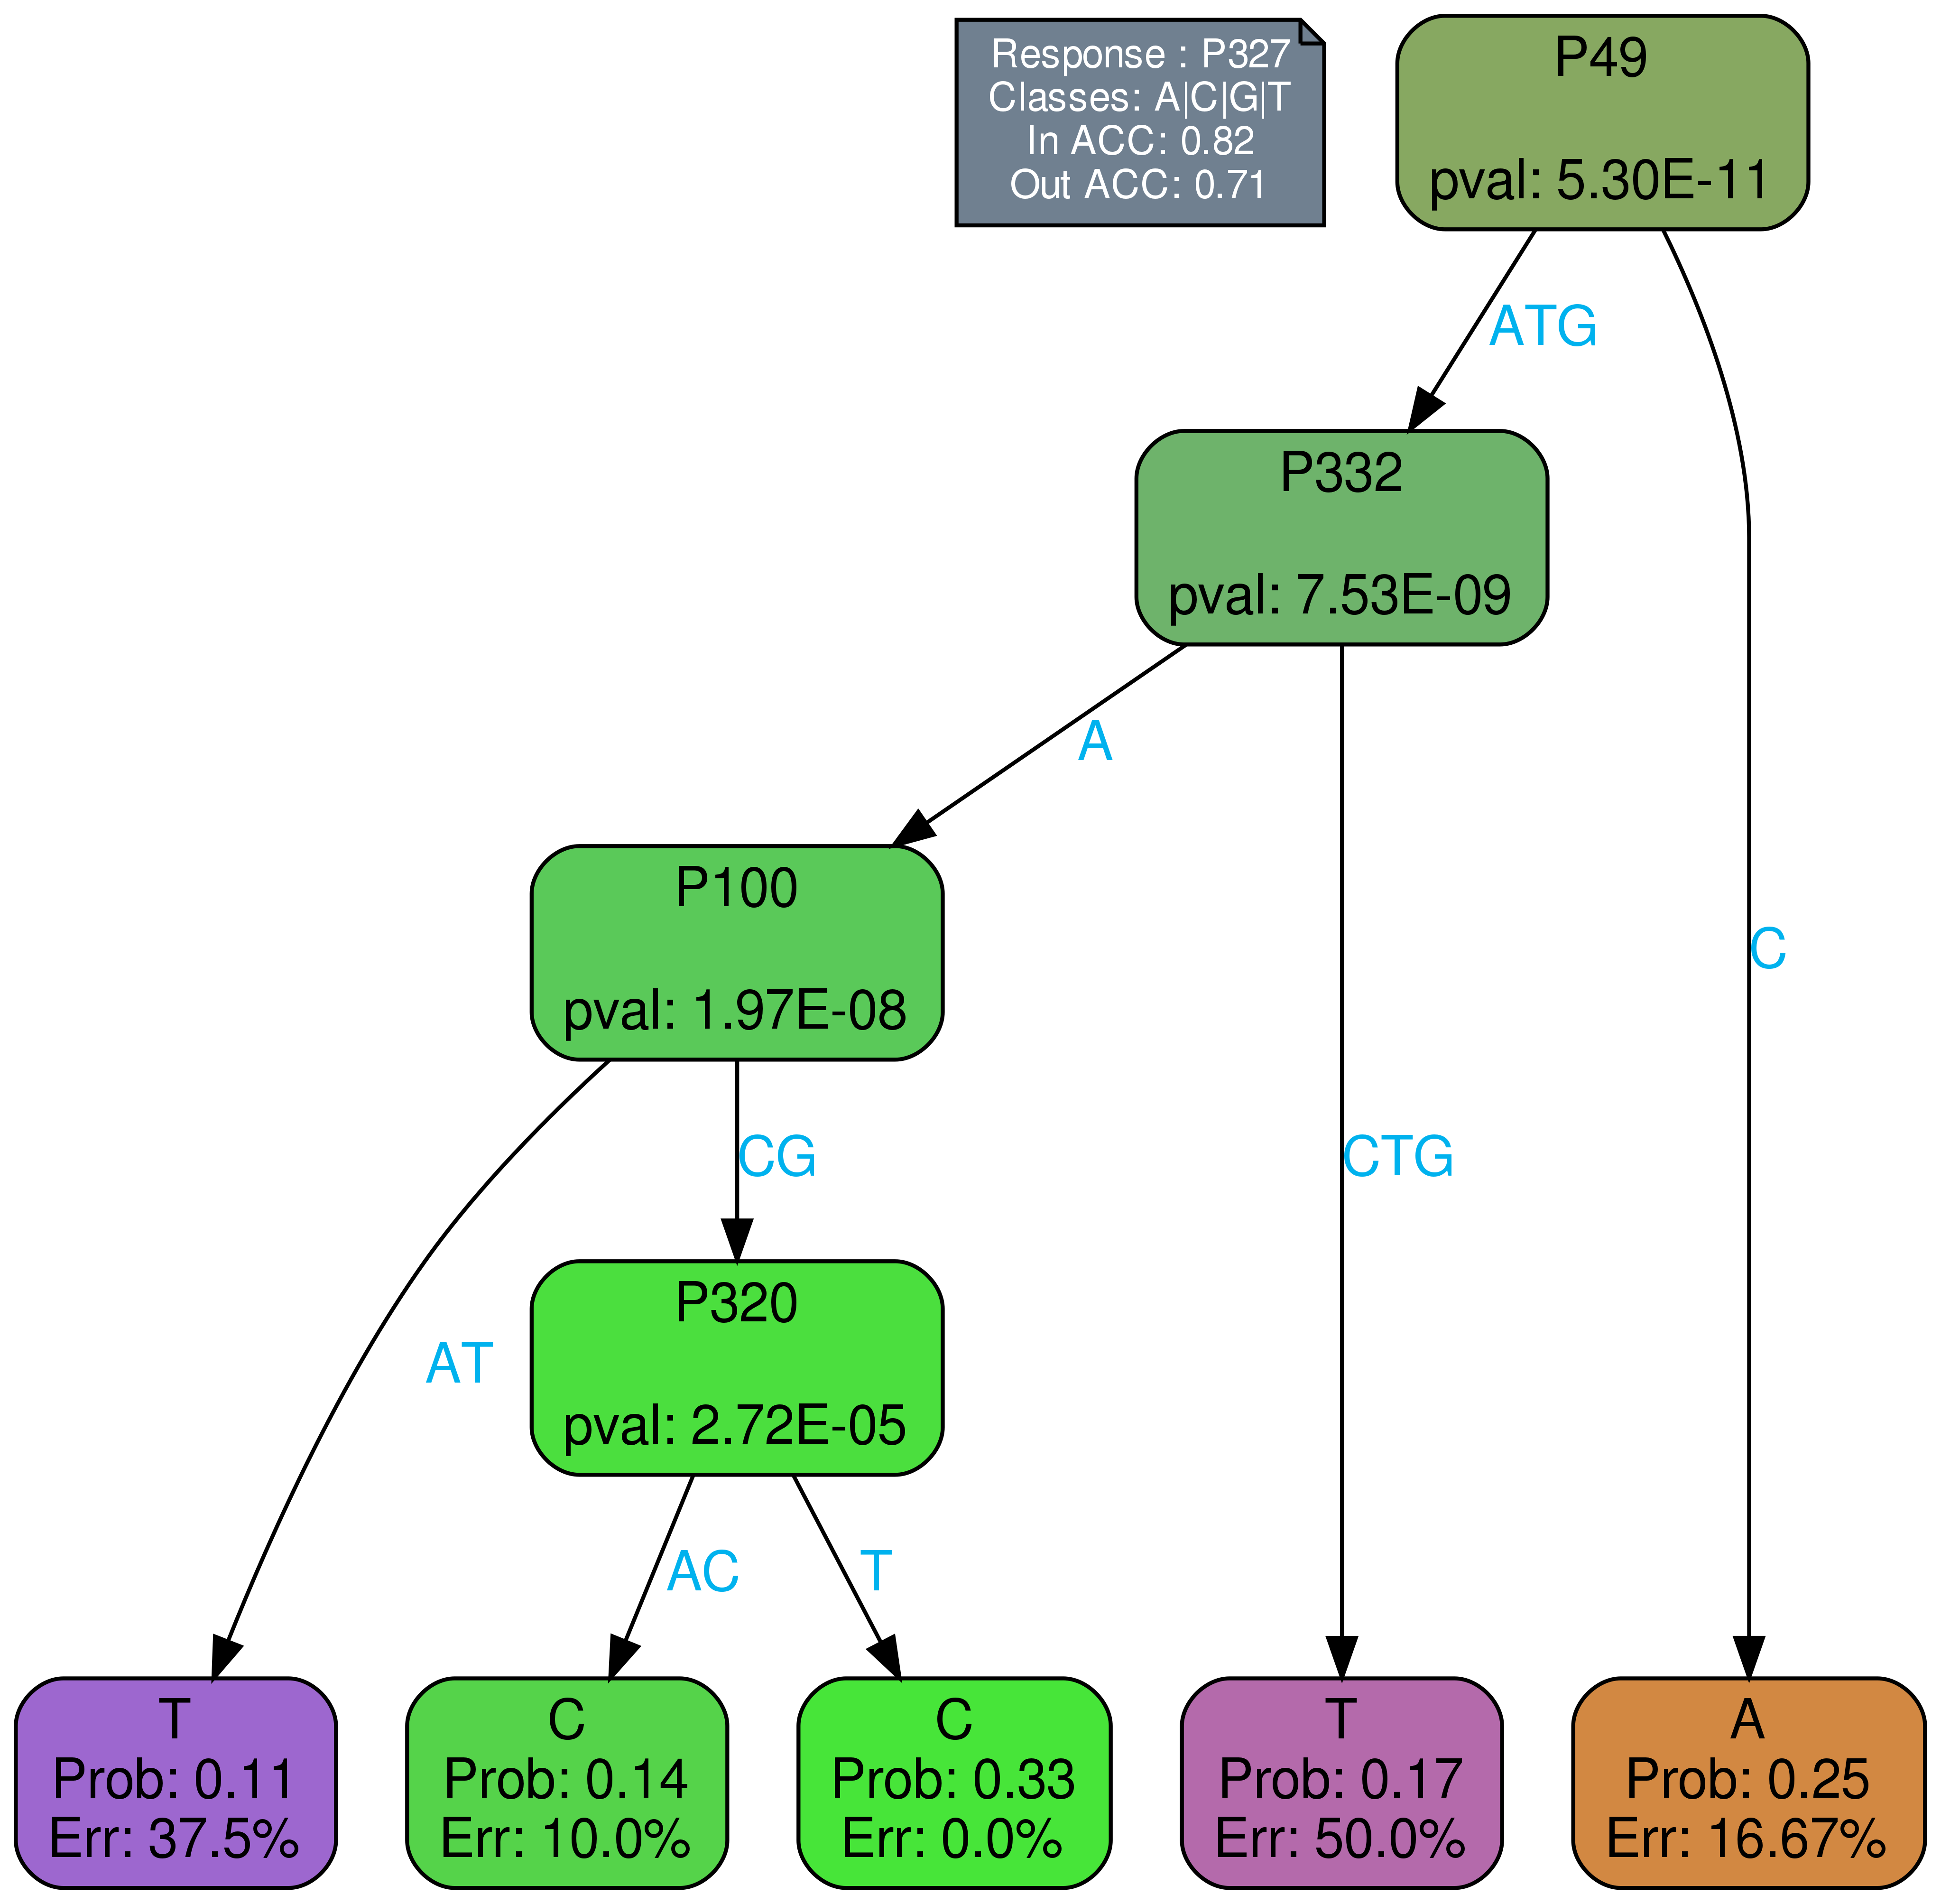 Response : P327
Classes: A|C|G|T
In ACC: 0.82
Out ACC: 0.71
P49
pval: 5.30E-11
ATG
P332
pval: 7.53E-09
A
P100
pval: 1.97E-08
C
CG
CTG
P320
AT
pval: 2.72E-05
AC
T
T
Prob: 0.11
Err: 37.5%
C
Prob: 0.14
Err: 10.0%
C
Prob: 0.33
Err: 0.0%
T
Prob: 0.17
Err: 50.0%
A
Prob: 0.25
Err: 16.67%